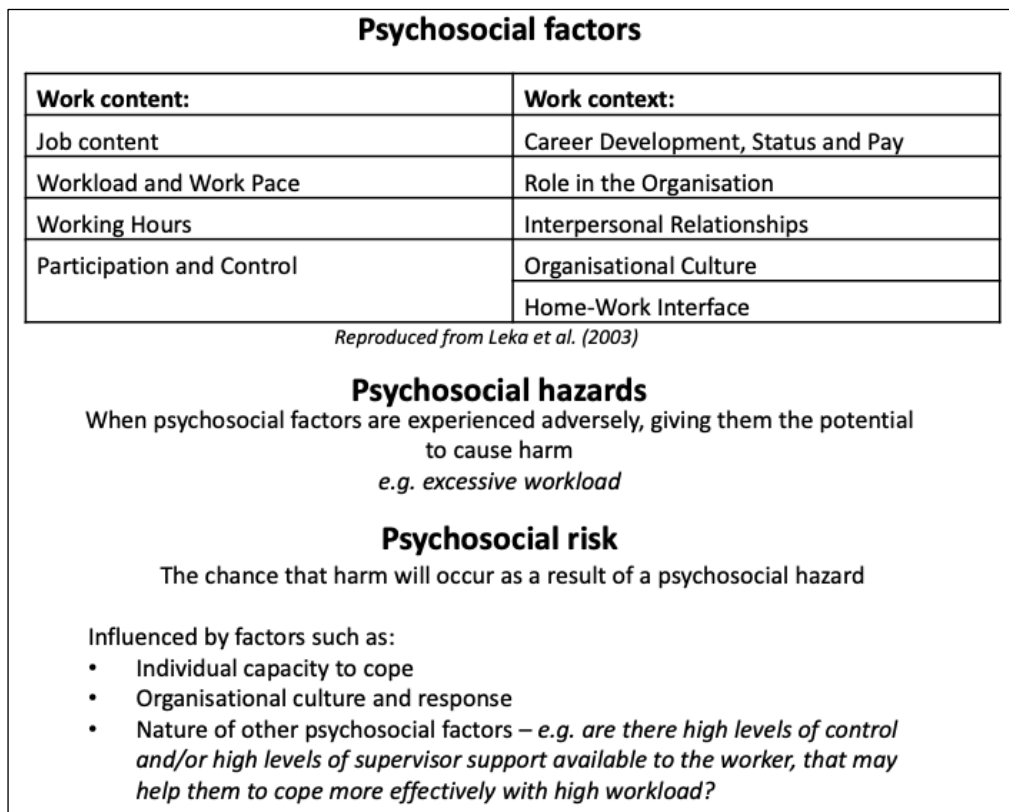 Psychosocial factors
Work content:
Work context:
Job content
Career Development, Status and Pay
Workload and Work Pace
Role in the Organisation
Working Hours
Interpersonal Relationships
Participation and Control
Organisational Culture
Home-Work Interface
Reproduced from Leka et al. (2003)
Psychosocial hazards
When psychosocial factors are experienced adversely, giving them the potential
to cause harm
e.g. excessive workload
Psychosocial risk
The chance that harm will occur as a result of a psychosocial hazard
Influenced by factors such as:
• Individual capacity to cope
• Organisational culture and response
• Nature of other psychosocial factors – e.g. are there high levels of control
and/or high levels of supervisor support available to the worker, that may
help them to cope more effectively with high workload?